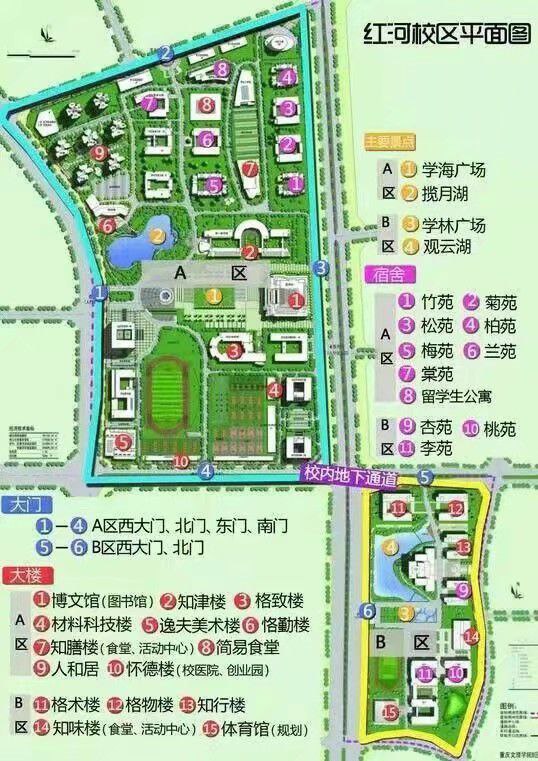 红河校区平面图
主要景点
A区
① 学海广场
② 揽月湖
B区
③ 学林广场
④ 观云湖
宿舍
A区
① 竹苑 ② 菊苑
③ 松苑 ④ 柏苑
⑤ 梅苑 ⑥ 兰苑
⑦ 棠苑
⑧ 留学生公寓
B区
⑨ 杏苑 ⑩ 桃苑
⑪ 李苑
A 区
校内地下通道
B 区
大门
①—④ A区西大门、北门、东门、南门
⑤—⑥ B区西大门、北门
大楼
A区
① 博文馆(图书馆) ② 知津楼 ③ 格致楼
④ 材料科技楼 ⑤ 逸夫美术楼 ⑥ 恪勤楼
⑦ 知膳楼(食堂、活动中心) ⑧ 简易食堂
⑨ 人和居 ⑩ 怀德楼(校医院、创业园)
B区
⑪ 格术楼 ⑫ 格物楼 ⑬ 知行楼
⑭ 知味楼(食堂、活动中心) ⑮ 体育馆(规划)
图例: